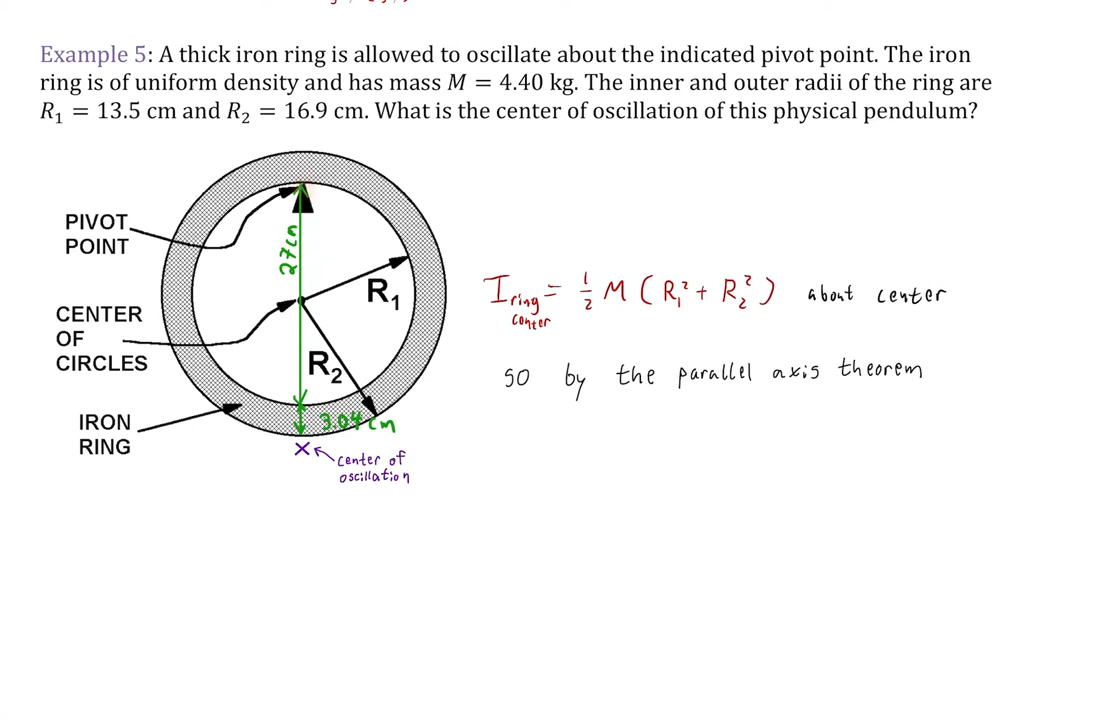 Example 5: A thick iron ring is allowed to oscillate about the indicated pivot point. The iron
ring is of uniform density and has mass M = 4.40 kg. The inner and outer radii of the ring are
R₁ = 13.5 cm and R₂ = 16.9 cm. What is the center of oscillation of this physical pendulum?
PIVOT
POINT
27cm
R₁
CENTER
OF
CIRCLES
R₂
IRON
RING
3.04cm
× center of
oscillation
I ring center = 1/2 M (R₁² + R₂²) about center
so by the parallel axis theorem